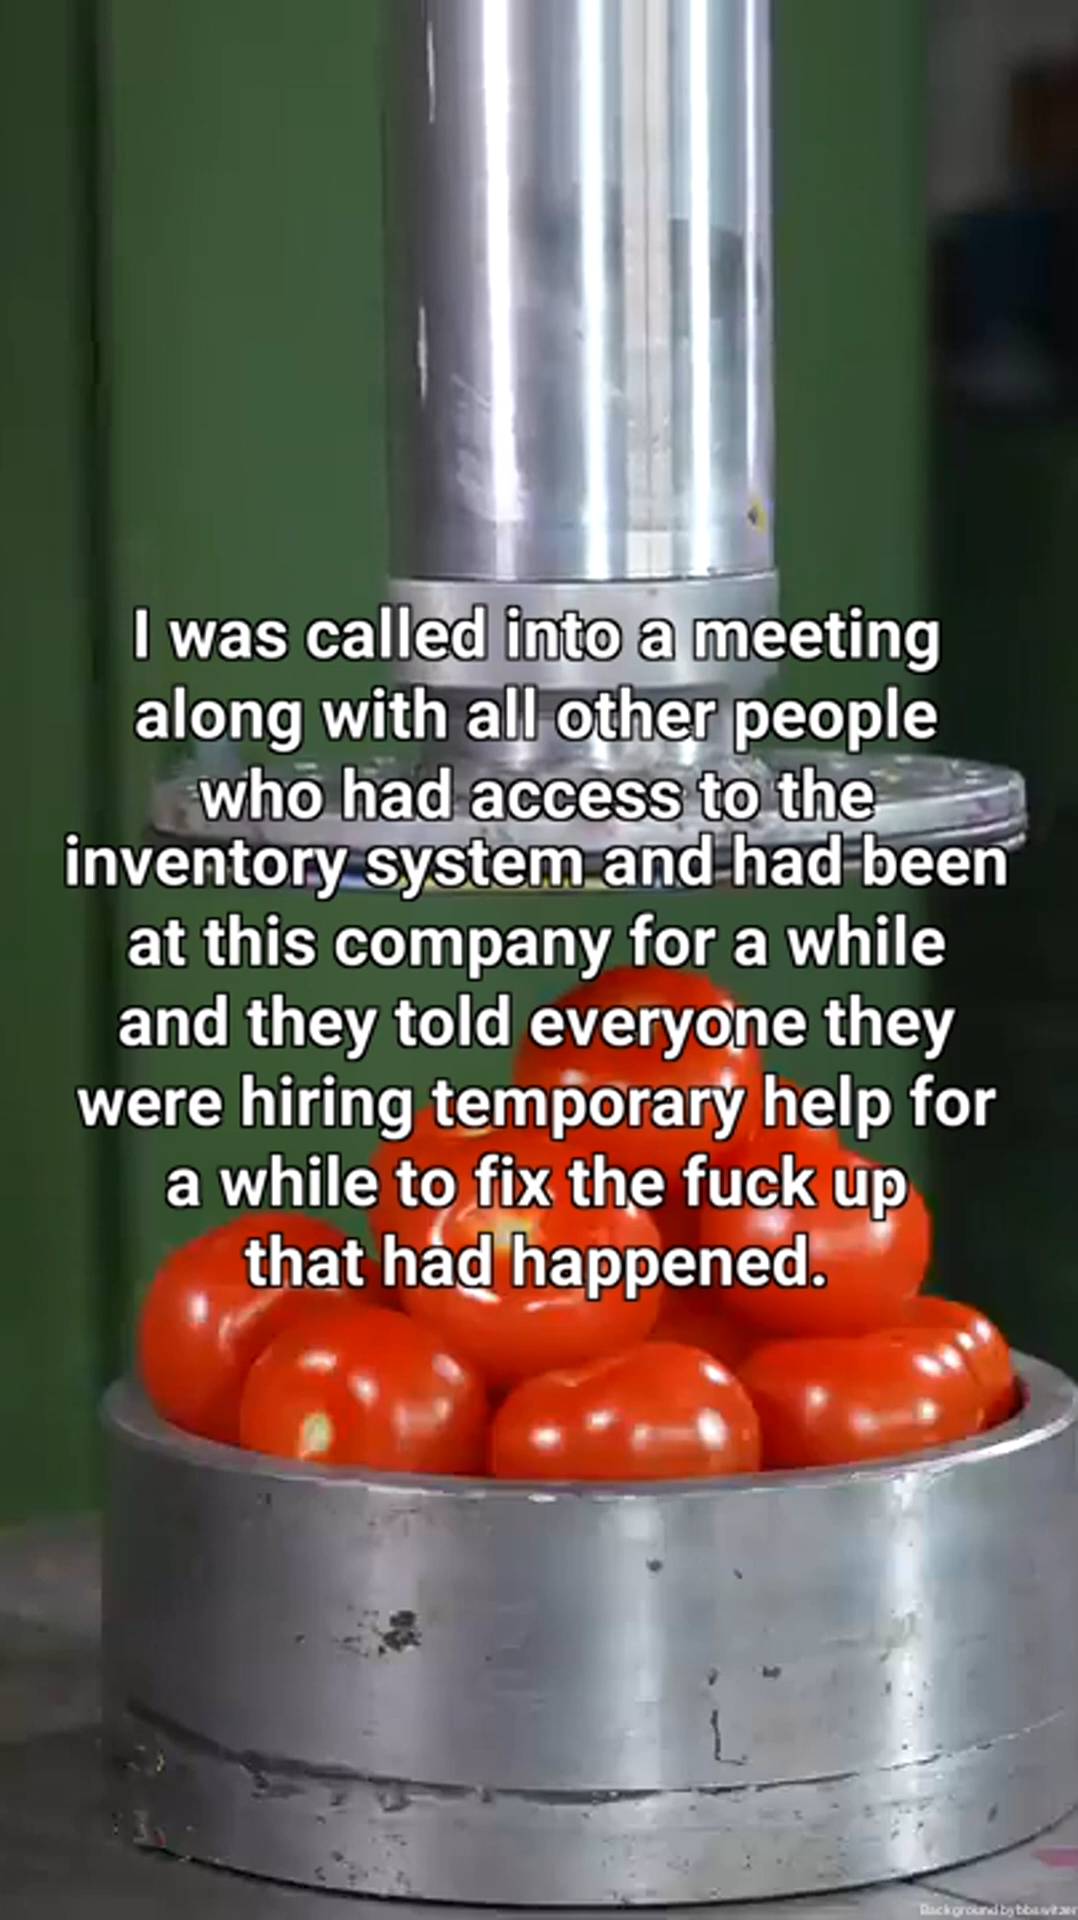 I was called into a meeting
along with all other people
who had access to the
inventory system and had been
at this company for a while
and they told everyone they
were hiring temporary help for
a while to fix the fuck up
that had happened.
Background by